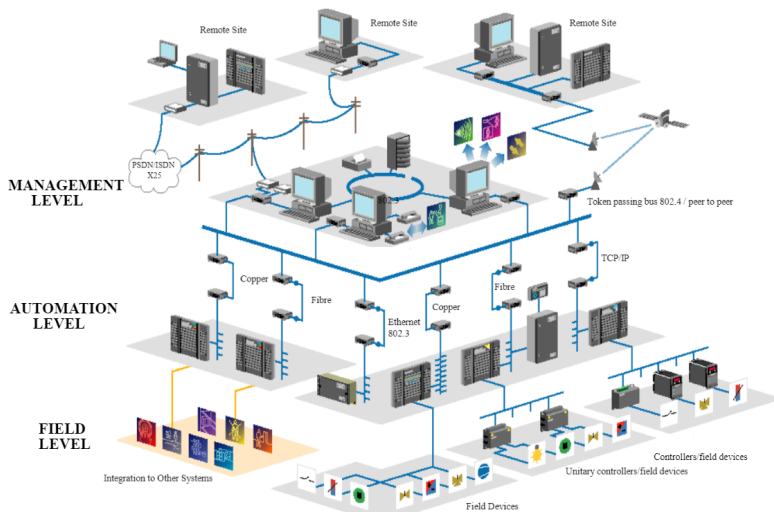 Remote Site
Remote Site
Remote Site
PSDN/ISDN
X25
MANAGEMENT
LEVEL
802.3
Token passing bus 802.4 / peer to peer
Copper
Fibre
Ethernet
802.3
Copper
Fibre
TCP/IP
AUTOMATION
LEVEL
FIELD
LEVEL
Integration to Other Systems
Field Devices
Unitary controllers/field devices
Controllers/field devices